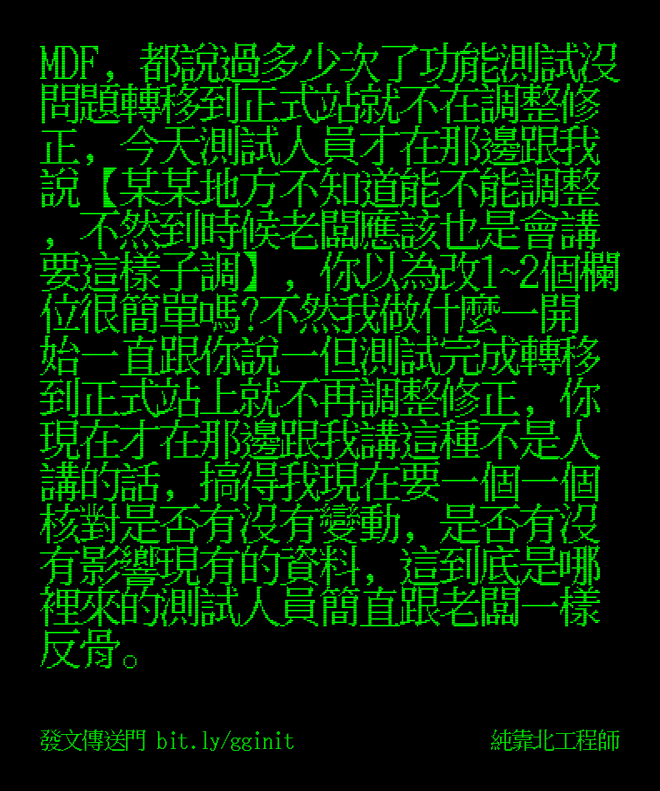 MDF, 都說過多少次了功能測試沒
問題轉移到正式站就不在調整修
正, 今天測試人員才在那邊跟我
說【某某地方不知道能不能調整
, 不然到時候老闆應該也是會講
要這樣子調】, 你以為改1~2個欄
位很簡單嗎?不然我做什麼一開
始一直跟你說一但測試完成轉移
到正式站上就不再調整修正, 你
現在才在那邊跟我講這種不是人
講的話, 搞得我現在要一個一個
核對是否有沒有變動, 是否有沒
有影響現有的資料, 這到底是哪
裡來的測試人員簡直跟老闆一樣
反骨。
發文傳送門 bit.ly/gginit
純靠北工程師